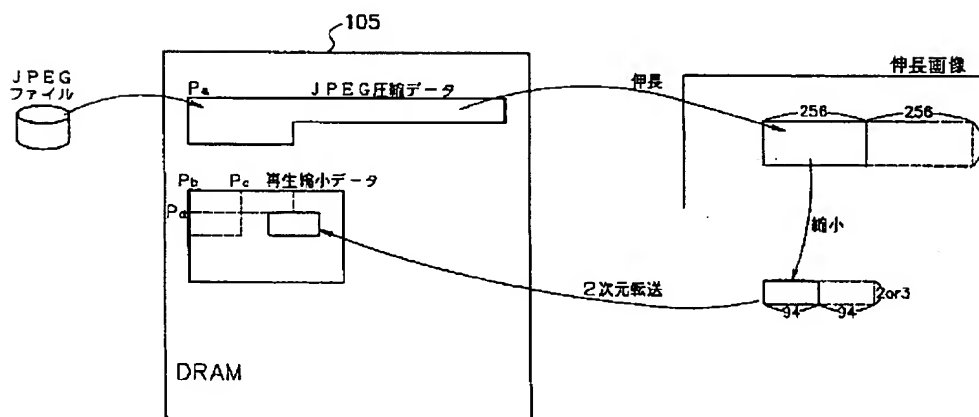 105
JPEG
ファイル
Pa
JPEG圧縮データ
伸長
伸長画像
256
256
Pb
Pc
再生縮小データ
Pd
縮小
2次元転送
2or3
94
94
DRAM